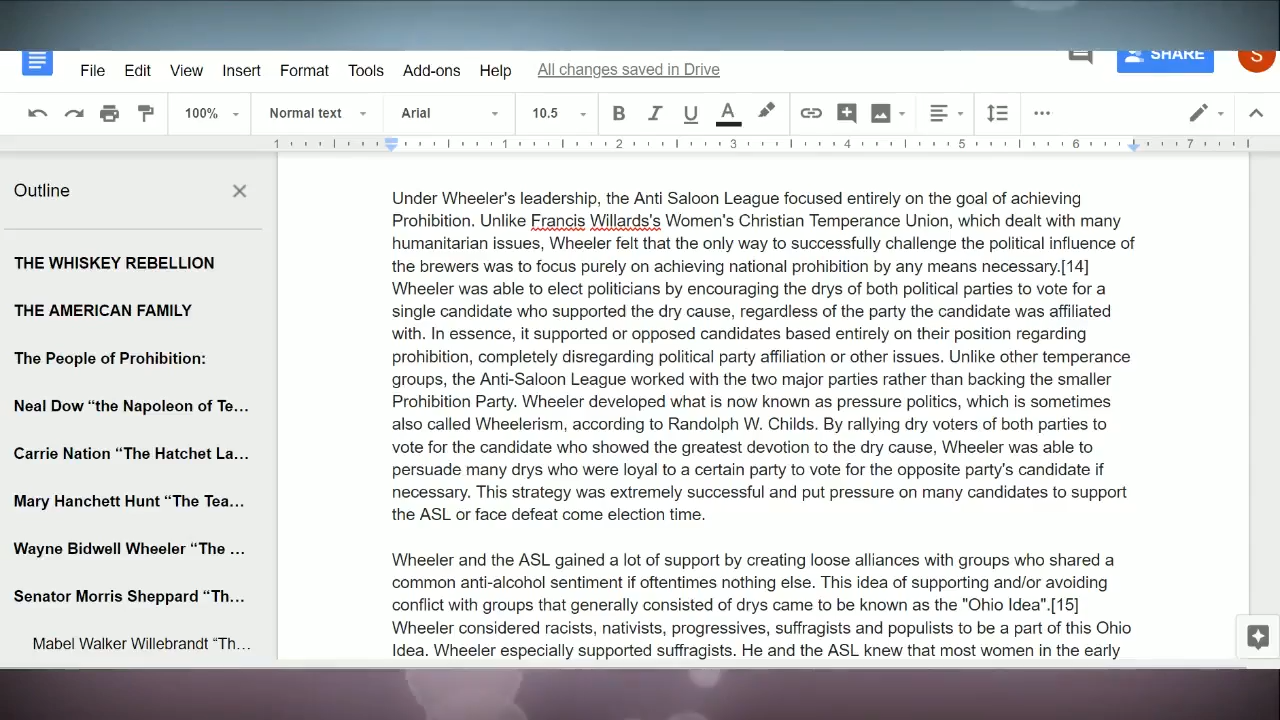 SHARE
S
File Edit View Insert Format Tools Add-ons Help All changes saved in Drive
100% Normal text Arial 10.5 B I U A
1 1 2 3 4 5 6 7
Outline
THE WHISKEY REBELLION
THE AMERICAN FAMILY
The People of Prohibition:
Neal Dow “the Napoleon of Te…
Carrie Nation “The Hatchet La…
Mary Hanchett Hunt “The Tea…
Wayne Bidwell Wheeler “The …
Senator Morris Sheppard “Th…
Mabel Walker Willebrandt “Th…
Under Wheeler's leadership, the Anti Saloon League focused entirely on the goal of achieving
Prohibition. Unlike Francis Willards's Women's Christian Temperance Union, which dealt with many
humanitarian issues, Wheeler felt that the only way to successfully challenge the political influence of
the brewers was to focus purely on achieving national prohibition by any means necessary.[14]
Wheeler was able to elect politicians by encouraging the drys of both political parties to vote for a
single candidate who supported the dry cause, regardless of the party the candidate was affiliated
with. In essence, it supported or opposed candidates based entirely on their position regarding
prohibition, completely disregarding political party affiliation or other issues. Unlike other temperance
groups, the Anti-Saloon League worked with the two major parties rather than backing the smaller
Prohibition Party. Wheeler developed what is now known as pressure politics, which is sometimes
also called Wheelerism, according to Randolph W. Childs. By rallying dry voters of both parties to
vote for the candidate who showed the greatest devotion to the dry cause, Wheeler was able to
persuade many drys who were loyal to a certain party to vote for the opposite party's candidate if
necessary. This strategy was extremely successful and put pressure on many candidates to support
the ASL or face defeat come election time.
Wheeler and the ASL gained a lot of support by creating loose alliances with groups who shared a
common anti-alcohol sentiment if oftentimes nothing else. This idea of supporting and/or avoiding
conflict with groups that generally consisted of drys came to be known as the "Ohio Idea".[15]
Wheeler considered racists, nativists, progressives, suffragists and populists to be a part of this Ohio
Idea. Wheeler especially supported suffragists. He and the ASL knew that most women in the early